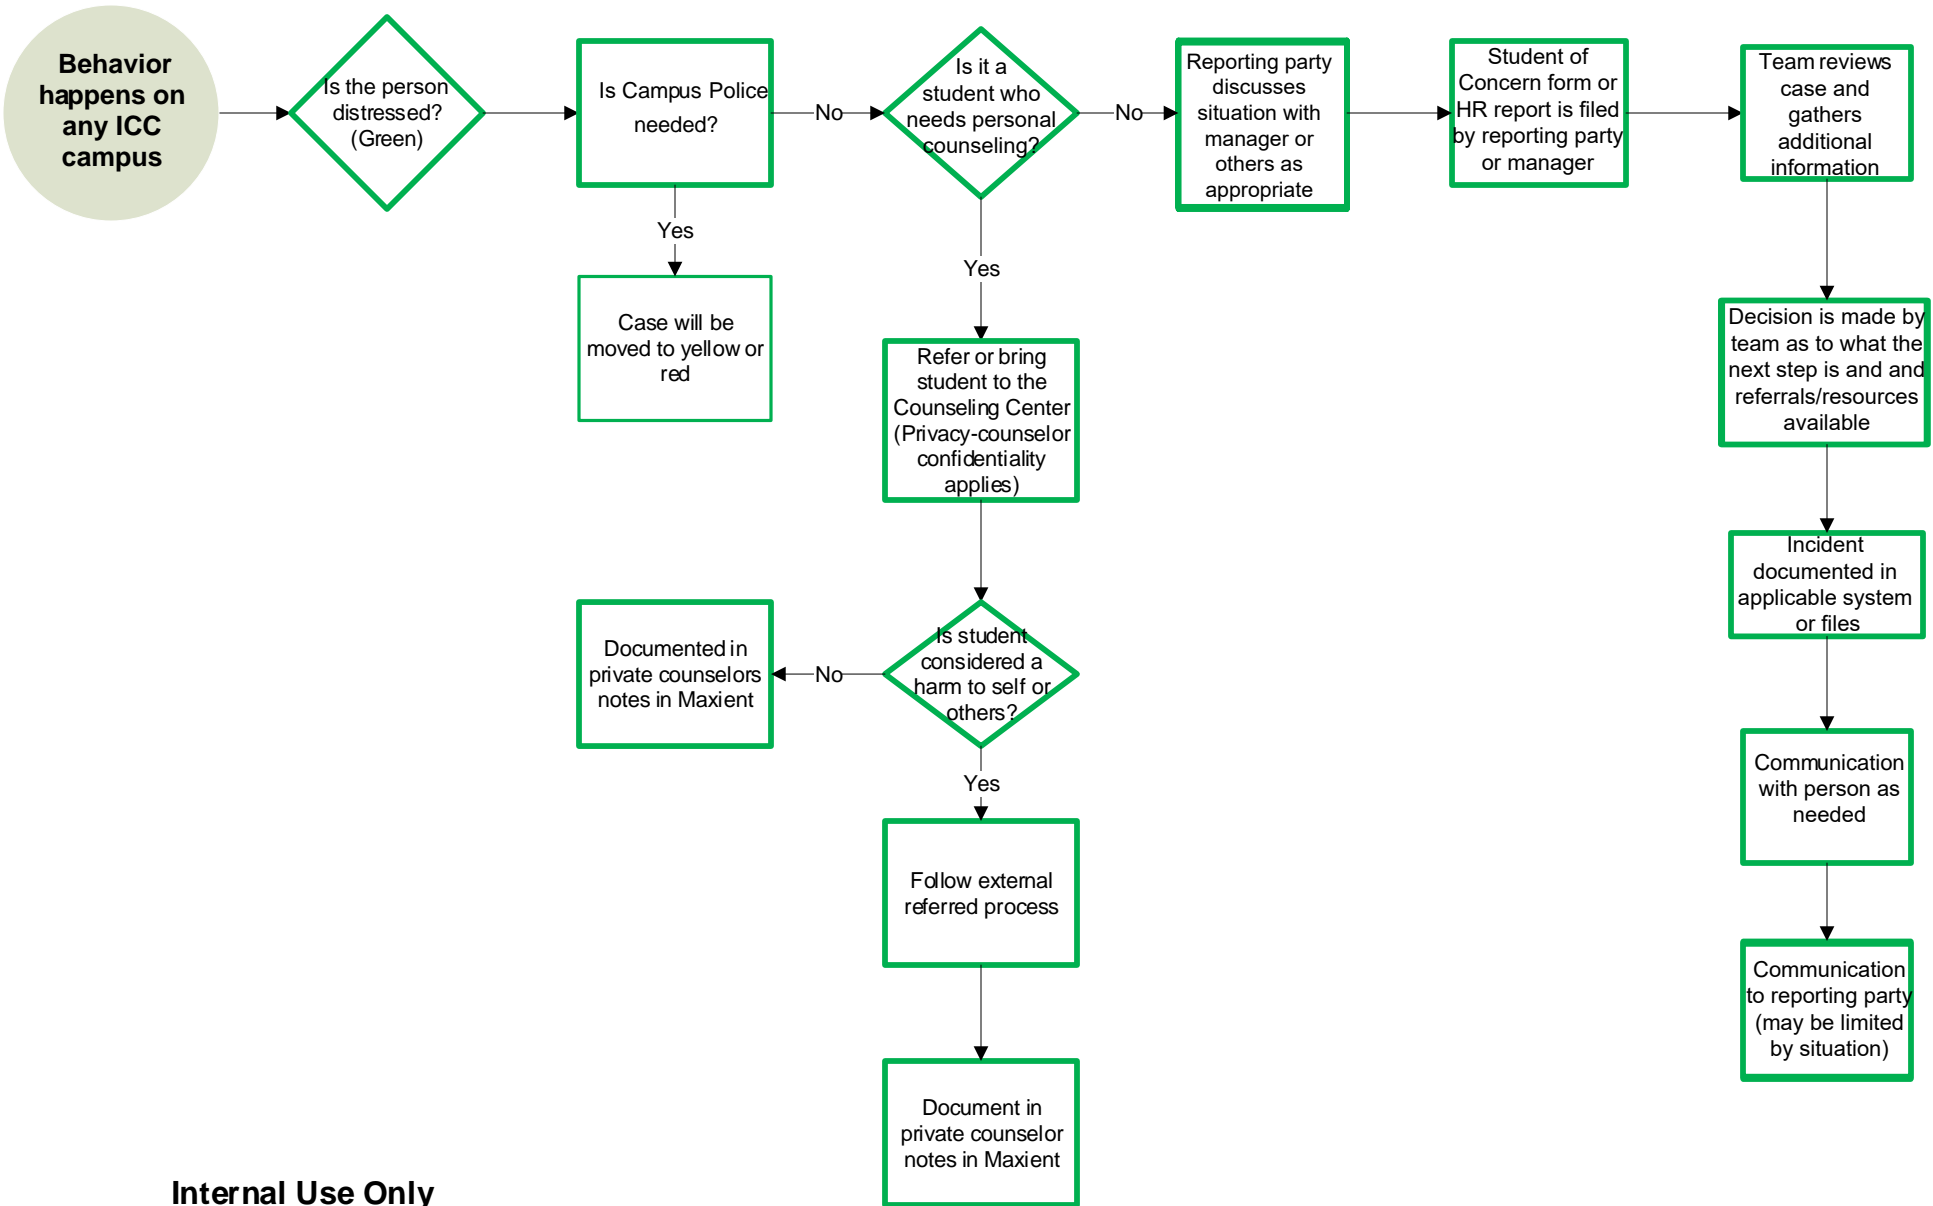 Behavior
happens on
any ICC
campus
Is the person
distressed?
(Green)
Is Campus Police
needed?
No
Is it a
student who
needs personal
counseling?
No
Reporting party
discusses
situation with
manager or
others as
appropriate
Student of
Concern form or
HR report is filed
by reporting party
or manager
Team reviews
case and
gathers
additional
information
Yes
Case will be
moved to yellow or
red
Yes
Refer or bring
student to the
Counseling Center
(Privacy-counselor
confidentiality
applies)
Decision is made by
team as to what the
next step is and and
referrals/resources
available
Incident
documented in
applicable system
or files
Documented in
private counselors
notes in Maxient
No
Is student
considered a
harm to self or
others?
Yes
Communication
with person as
needed
Follow external
referred process
Communication
to reporting party
(may be limited
by situation)
Document in
private counselor
notes in Maxient
Internal Use Only